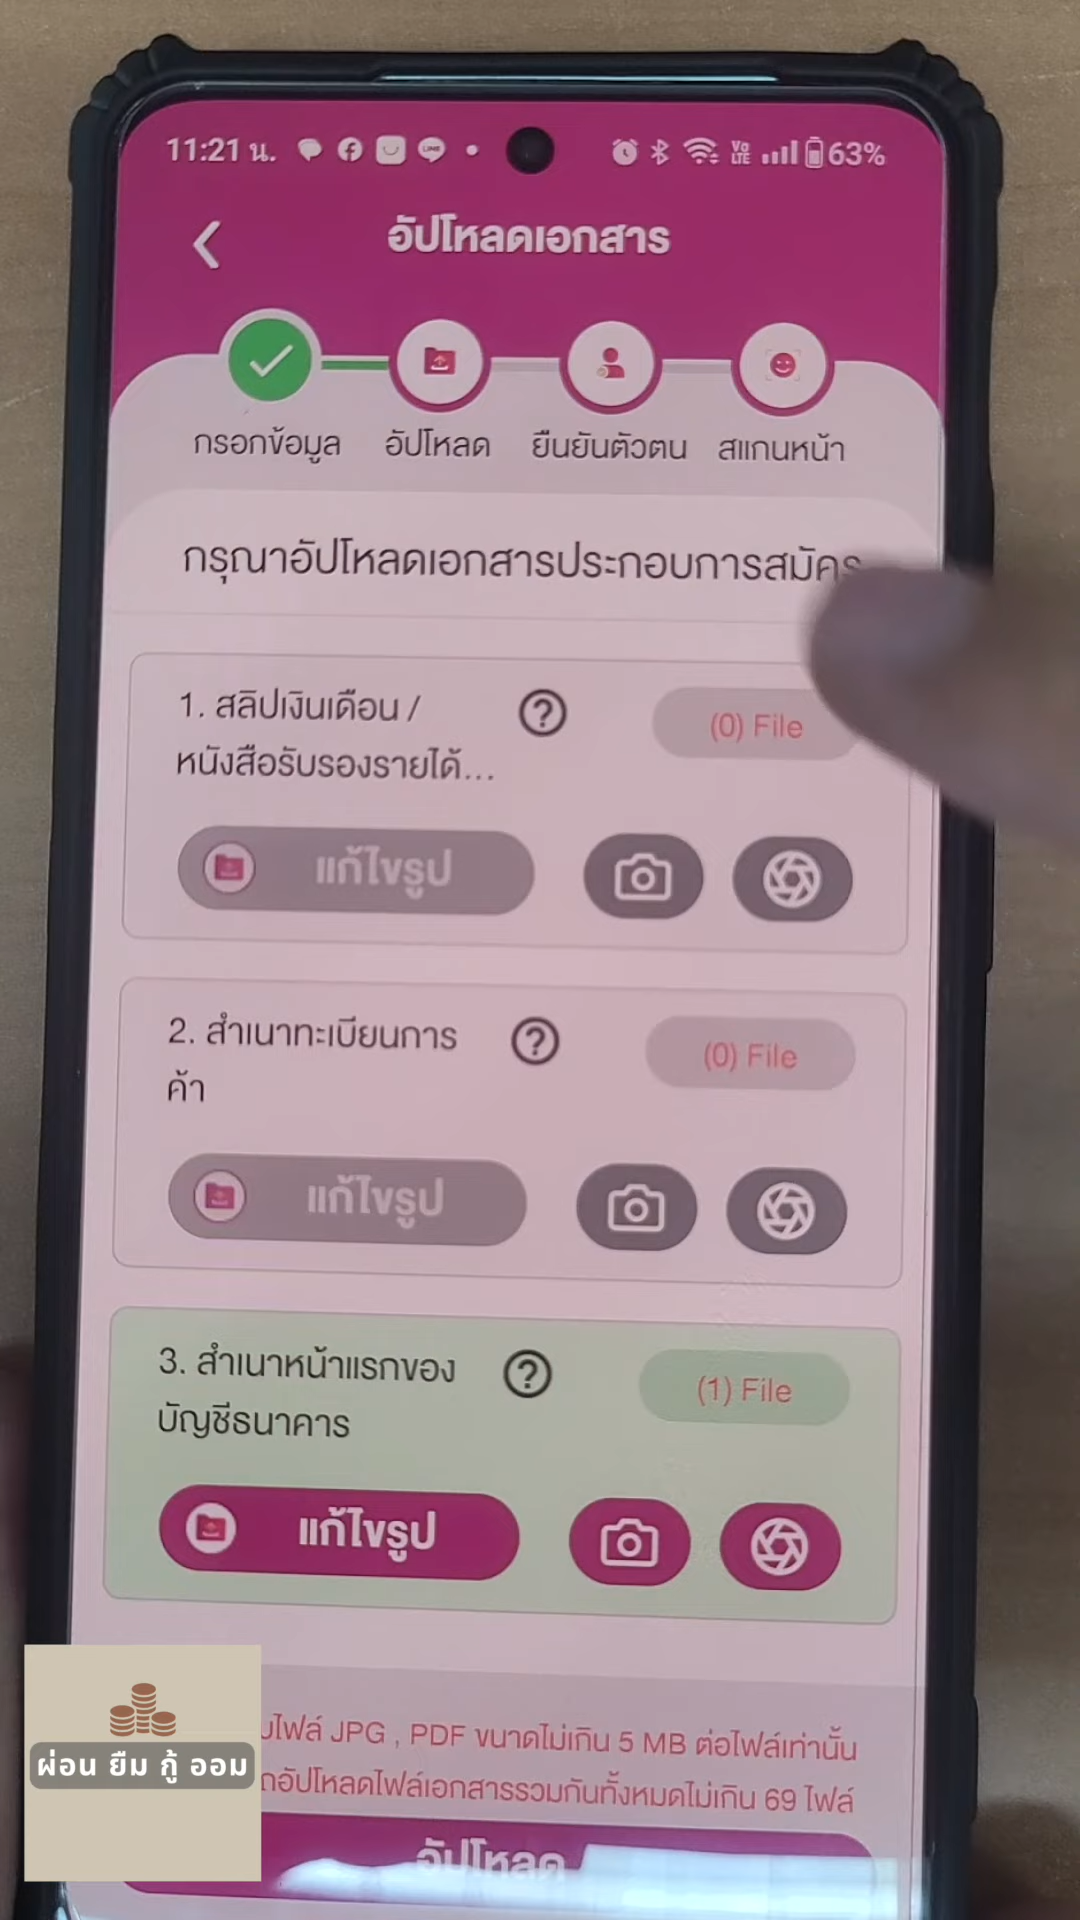 11:21 น.
63%
อัปโหลดเอกสาร
กรอกข้อมูล อัปโหลด ยืนยันตัวตน สแกนหน้า
กรุณาอัปโหลดเอกสารประกอบการสมัคร
1. สลิปเงินเดือน /
หนังสือรับรองรายได้...
(0) File
แก้ไขรูป
2. สำเนาทะเบียนการ
ค้า
(0) File
แก้ไขรูป
3. สำเนาหน้าแรกของ
บัญชีธนาคาร
(1) File
แก้ไขรูป
ไฟล์ JPG , PDF ขนาดไม่เกิน 5 MB ต่อไฟล์เท่านั้น
อัปโหลดไฟล์เอกสารรวมกันทั้งหมดไม่เกิน 69 ไฟล์
อัปโหลด
ผ่อน ยืม กู้ ออม